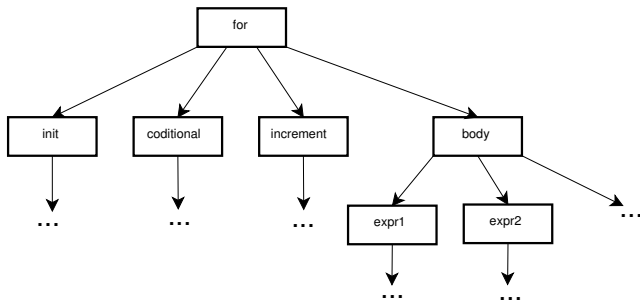 for
init
coditional
increment
body
...
...
...
...
expr1
expr2
...
...